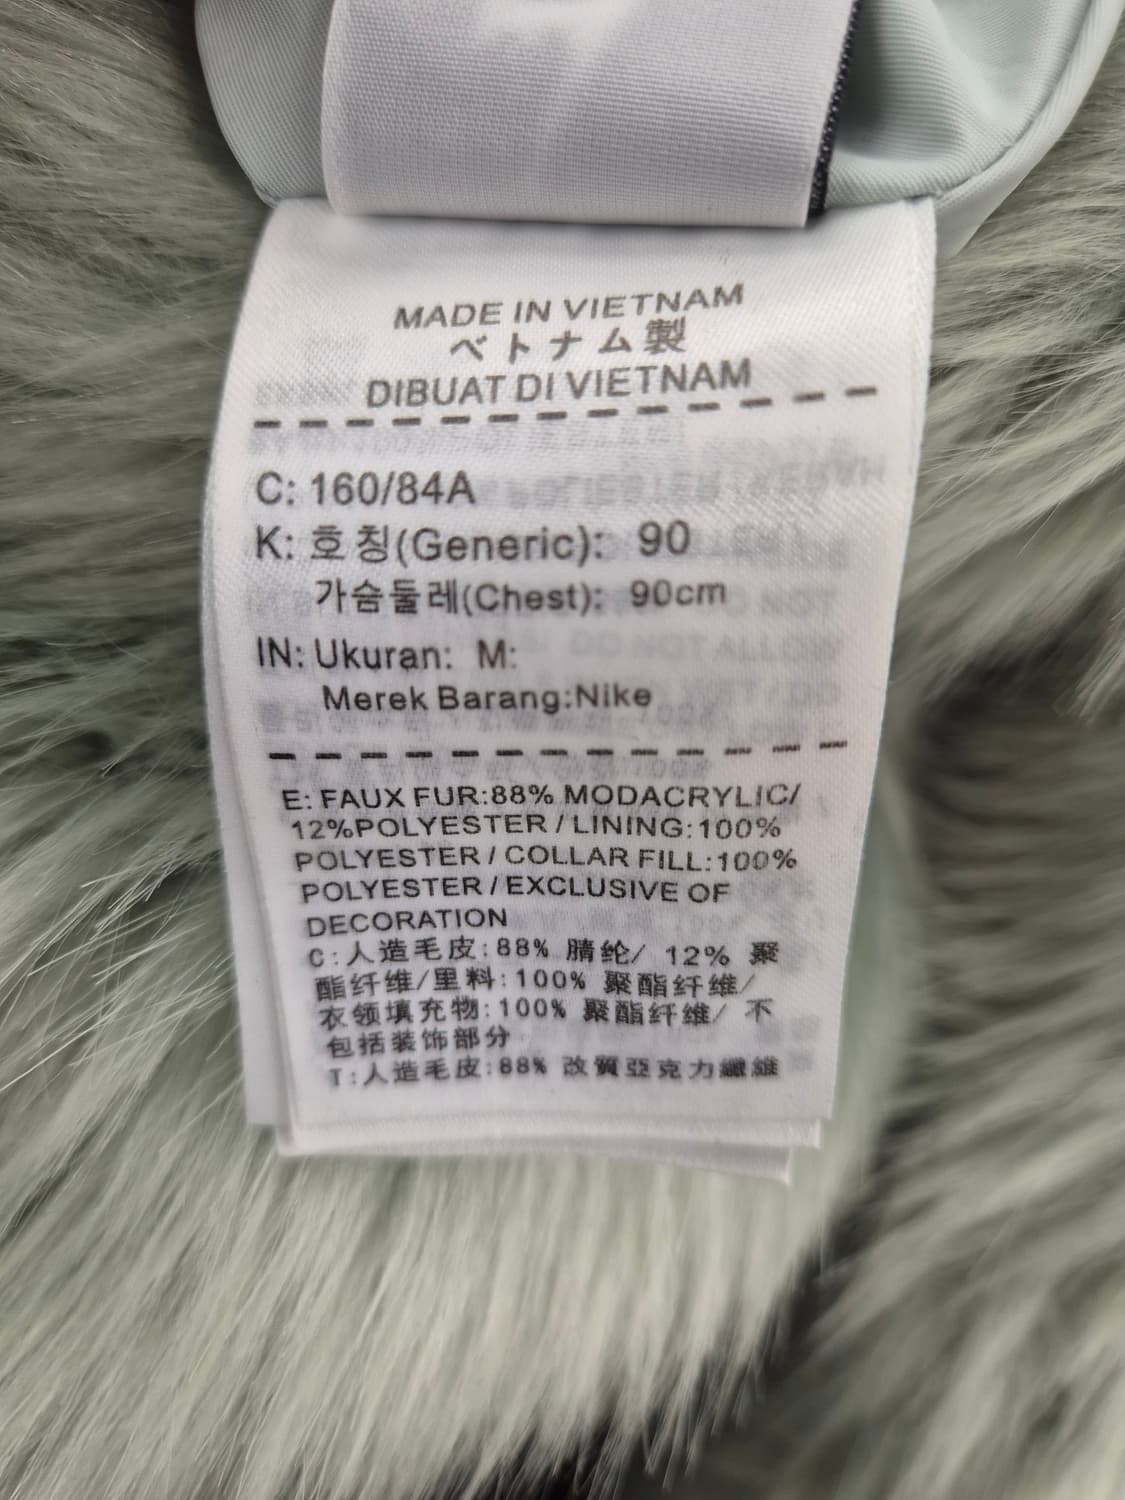 MADE IN VIETNAM
ベトナム製
DIBUAT DI VIETNAM
C: 160/84A
K: 호칭(Generic): 90
가슴둘레(Chest): 90cm
IN: Ukuran: M:
Merek Barang:Nike
E: FAUX FUR:88% MODACRYLIC/
12%POLYESTER / LINING:100%
POLYESTER / COLLAR FILL:100%
POLYESTER / EXCLUSIVE OF
DECORATION
C:人造毛皮:88% 腈纶/ 12% 聚
酯纤维/里料:100% 聚酯纤维/
衣领填充物:100% 聚酯纤维/ 不
包括装饰部分
T:人造毛皮:88% 改質亞克力纖維